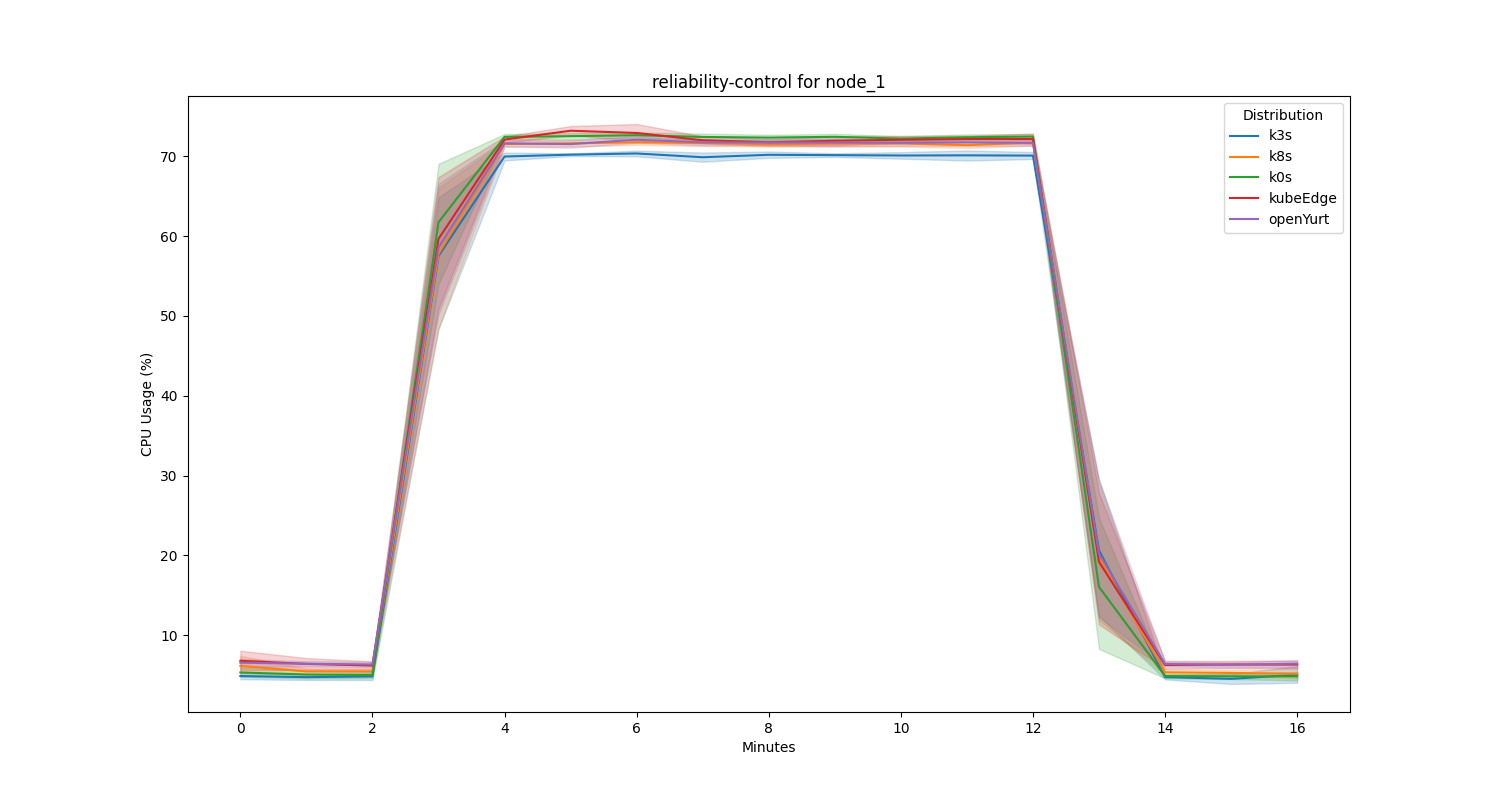 reliability-control for node_1
Distribution
k3s
k8s
k0s
kubeEdge
openYurt
CPU Usage (%)
70
60
50
40
30
20
10
0 2 4 6 8 10 12 14 16
Minutes